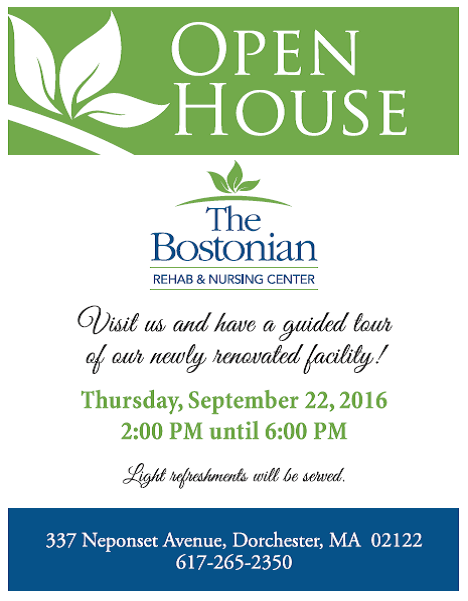 OPEN
HOUSE
The
Bostonian
REHAB & NURSING CENTER
Visit us and have a guided tour
of our newly renovated facility!
Thursday, September 22, 2016
2:00 PM until 6:00 PM
Light refreshments will be served.
337 Neponset Avenue, Dorchester, MA 02122
617-265-2350